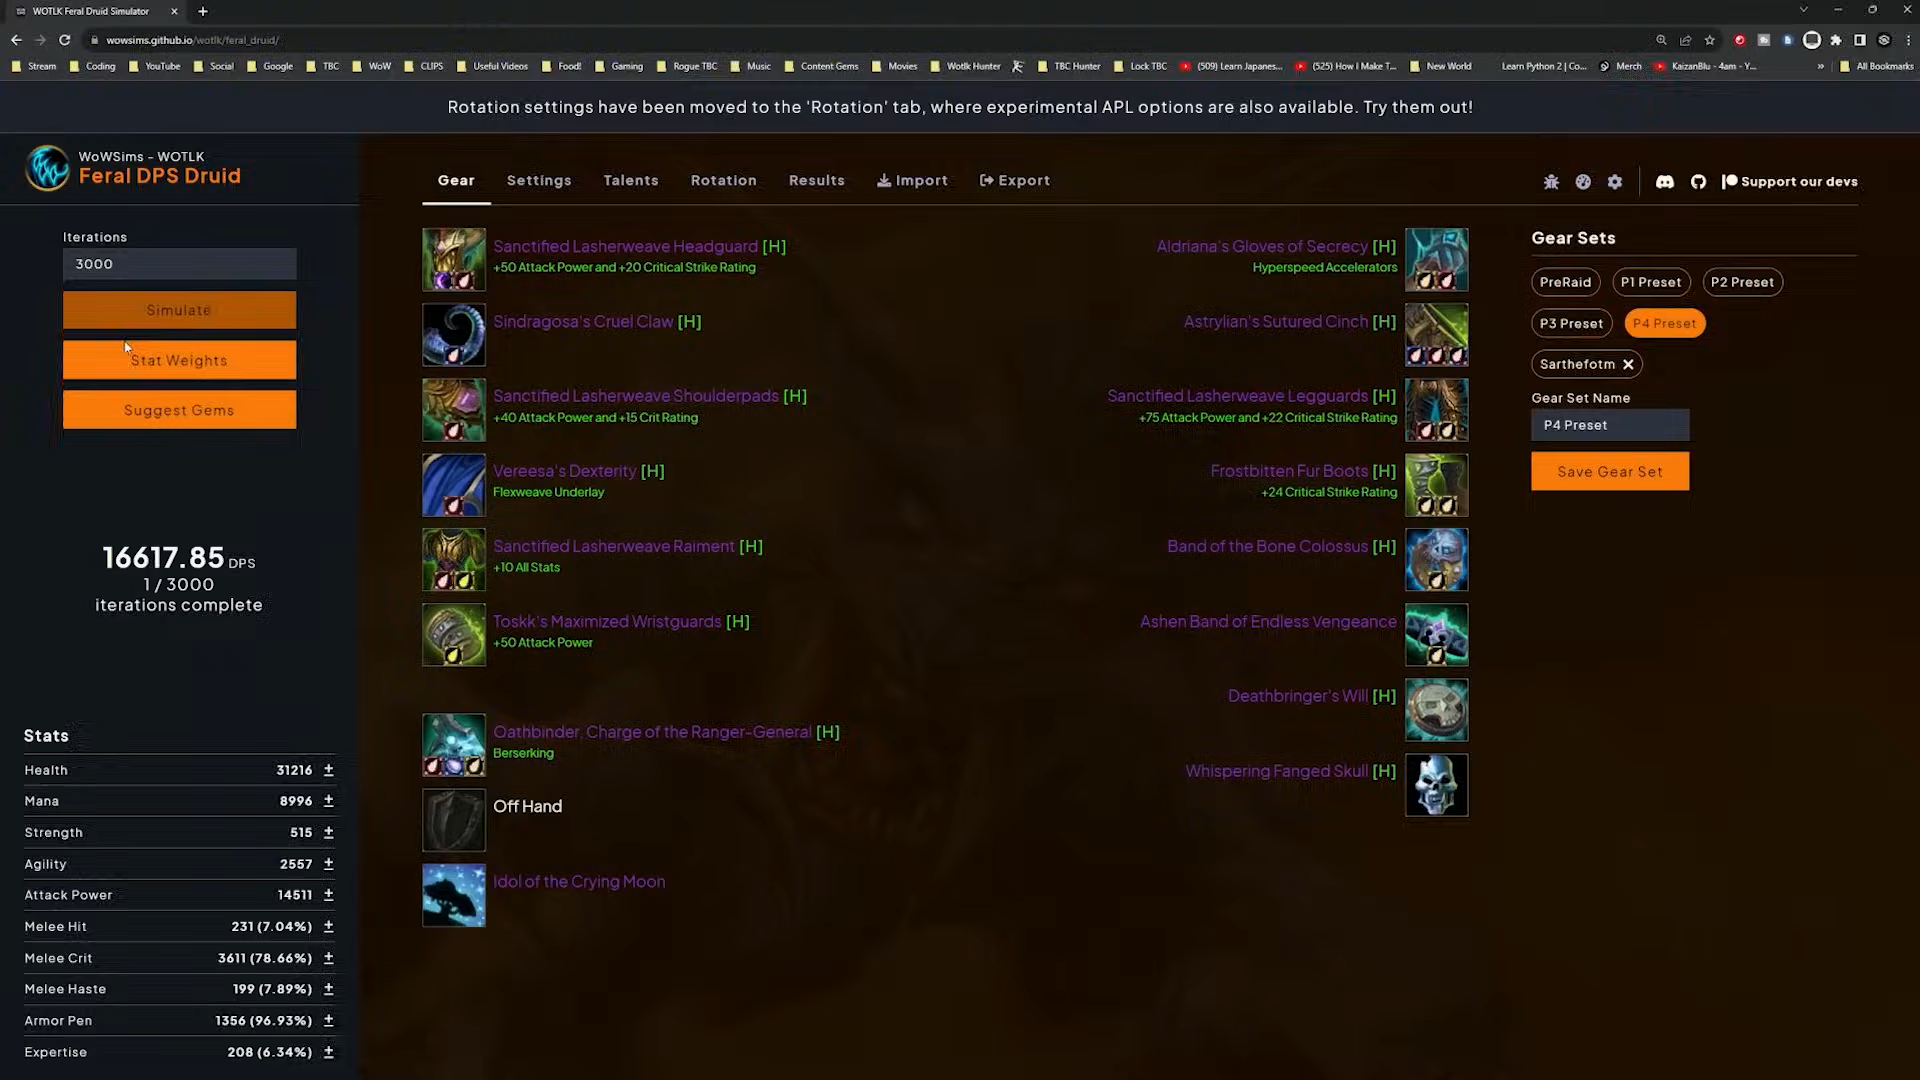 WOTLK Feral Druid Simulator
wowsims.github.io/wotlk/feral_druid/
Stream Coding YouTube Social Google TBC WoW CLIPS Useful Videos Food! Gaming Rogue TBC Music Content Gems Movies Wotlk Hunter TBC Hunter Lock TBC (509) Learn Japanes... (525) How I Make T... New World Learn Python 2 | Co... Merch KaizanBlu - 4am - Y... » All Bookmarks
Rotation settings have been moved to the 'Rotation' tab, where experimental APL options are also available. Try them out!
WoWSims - WOTLK
Feral DPS Druid
Gear Settings Talents Rotation Results Import Export
Support our devs
Iterations
3000
Simulate
Stat Weights
Suggest Gems
16617.85 DPS
1 / 3000
iterations complete
Stats
Health 31216
Mana 8996
Strength 515
Agility 2557
Attack Power 14511
Melee Hit 231 (7.04%)
Melee Crit 3611 (78.66%)
Melee Haste 199 (7.89%)
Armor Pen 1356 (96.93%)
Expertise 208 (6.34%)
Sanctified Lasherweave Headguard [H]
+50 Attack Power and +20 Critical Strike Rating
Sindragosa's Cruel Claw [H]
Sanctified Lasherweave Shoulderpads [H]
+40 Attack Power and +15 Crit Rating
Vereesa's Dexterity [H]
Flexweave Underlay
Sanctified Lasherweave Raiment [H]
+10 All Stats
Toskk's Maximized Wristguards [H]
+50 Attack Power
Oathbinder, Charge of the Ranger-General [H]
Berserking
Off Hand
Idol of the Crying Moon
Aldriana's Gloves of Secrecy [H]
Hyperspeed Accelerators
Astrylian's Sutured Cinch [H]
Sanctified Lasherweave Legguards [H]
+75 Attack Power and +22 Critical Strike Rating
Frostbitten Fur Boots [H]
+24 Critical Strike Rating
Band of the Bone Colossus [H]
Ashen Band of Endless Vengeance
Deathbringer's Will [H]
Whispering Fanged Skull [H]
Gear Sets
PreRaid P1 Preset P2 Preset
P3 Preset P4 Preset
Sarthefotm
Gear Set Name
P4 Preset
Save Gear Set